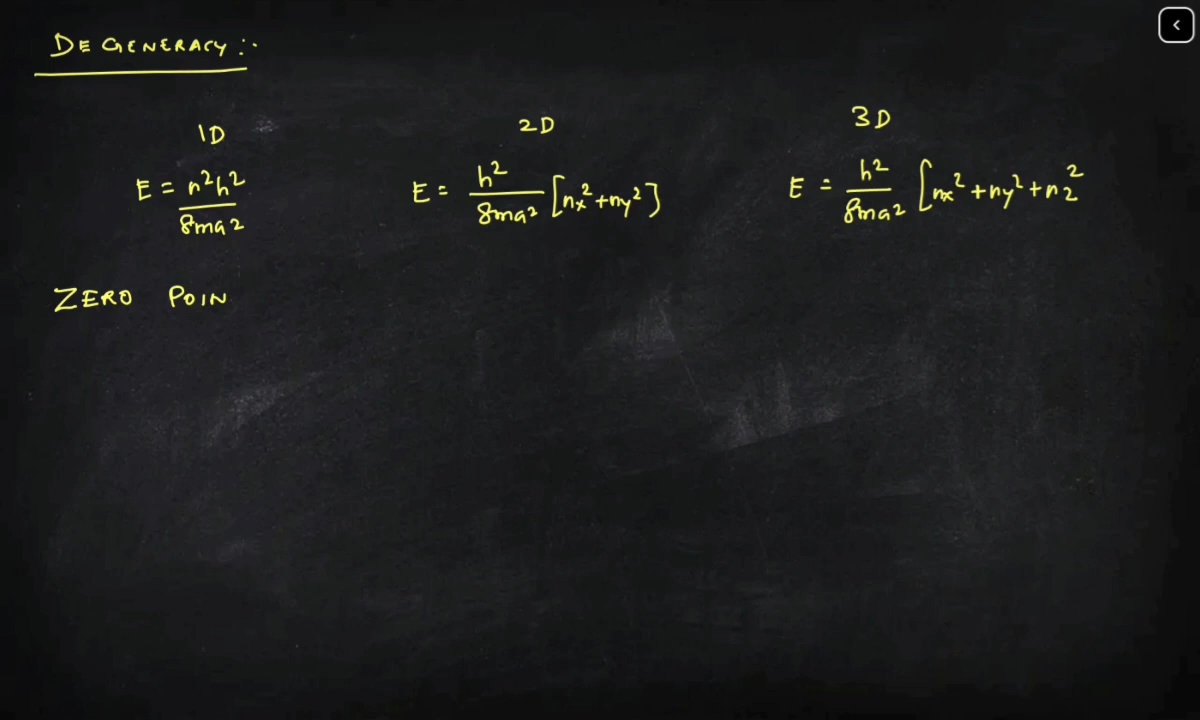 DEGENERACY :-
1D
2D
3D
E = n²h² / 8ma²
E = h² / 8ma² [nx² + ny²]
E = h² / 8ma² [nx² + ny² + nz²
ZERO POIN